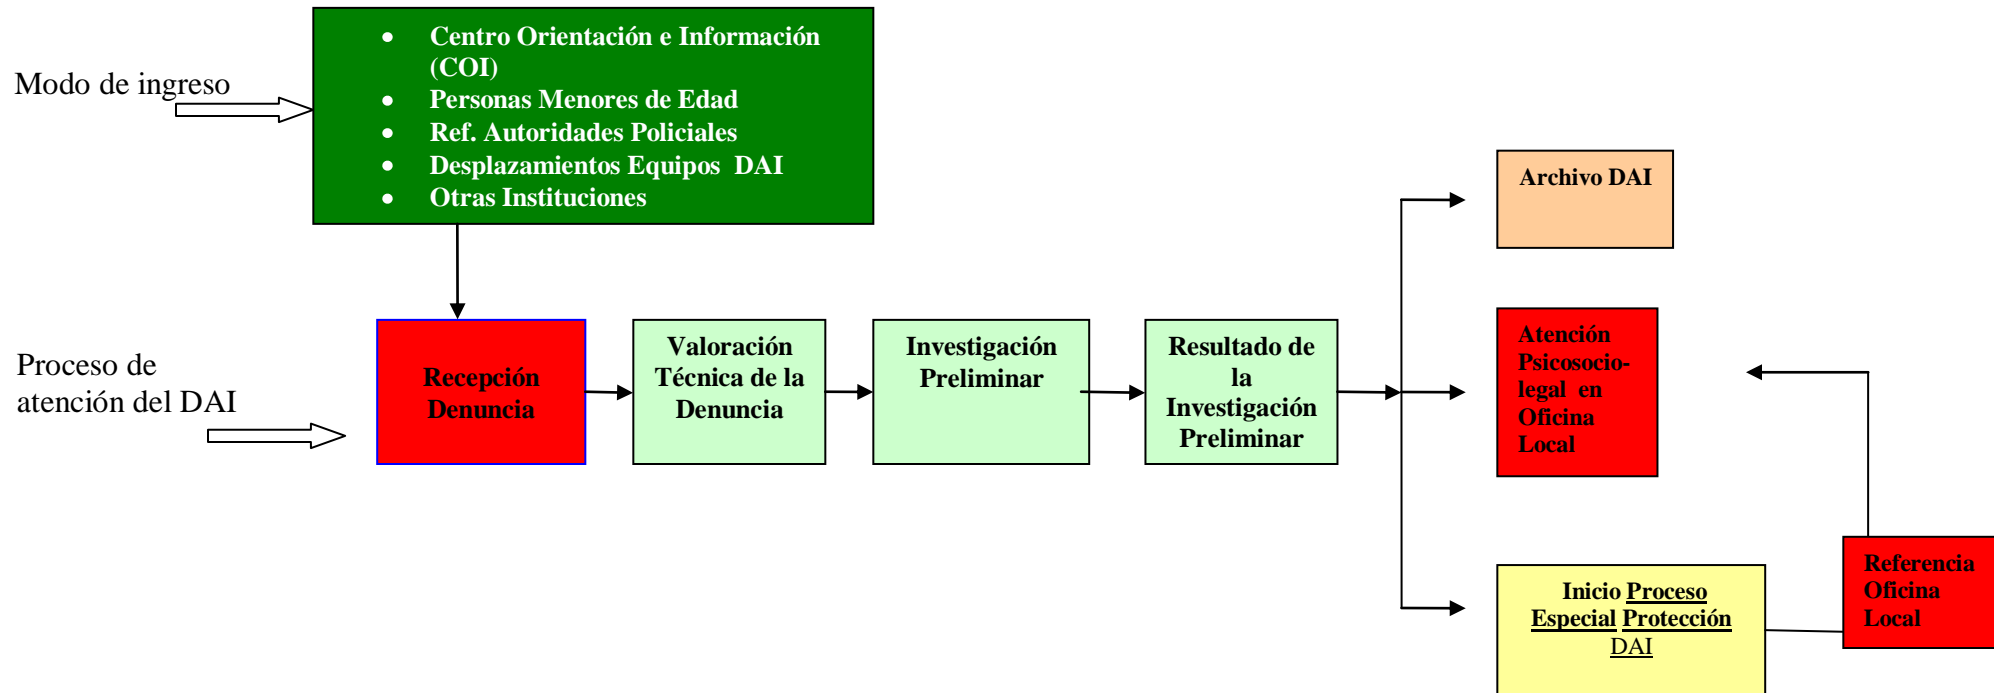 Modo de ingreso
• Centro Orientación e Información
(COI)
• Personas Menores de Edad
• Ref. Autoridades Policiales
• Desplazamientos Equipos DAI
• Otras Instituciones
Proceso de
atención del DAI
Recepción
Denuncia
Valoración
Técnica de la
Denuncia
Investigación
Preliminar
Resultado de
la
Investigación
Preliminar
Archivo DAI
Atención
Psicosocio-
legal en
Oficina
Local
Inicio Proceso
Especial Protección
DAI
Referencia
Oficina
Local